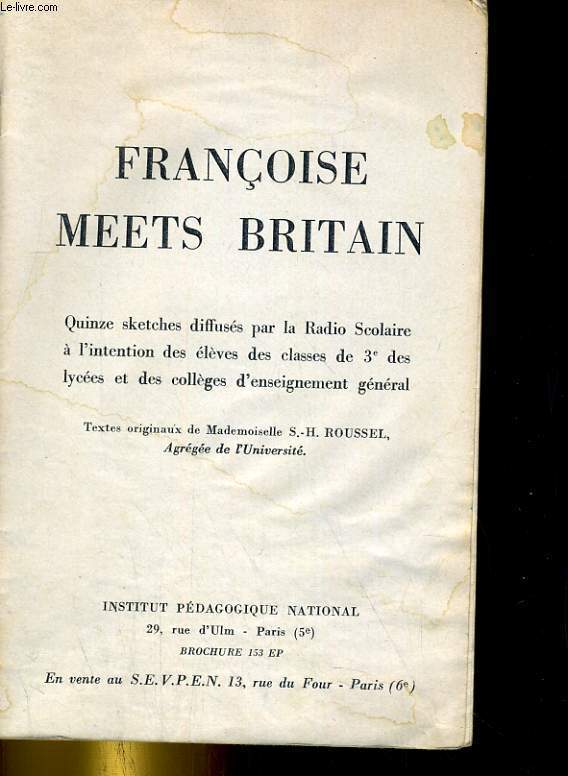 Le-livre.com
FRANÇOISE
MEETS BRITAIN
Quinze sketches diffusés par la Radio Scolaire
à l'intention des élèves des classes de 3e des
lycées et des collèges d'enseignement général
Textes originaux de Mademoiselle S.-H. ROUSSEL,
Agrégée de l'Université.
INSTITUT PÉDAGOGIQUE NATIONAL
29, rue d'Ulm - Paris (5e)
BROCHURE 153 EP
En vente au S.E.V.P.E.N. 13, rue du Four - Paris (6e)